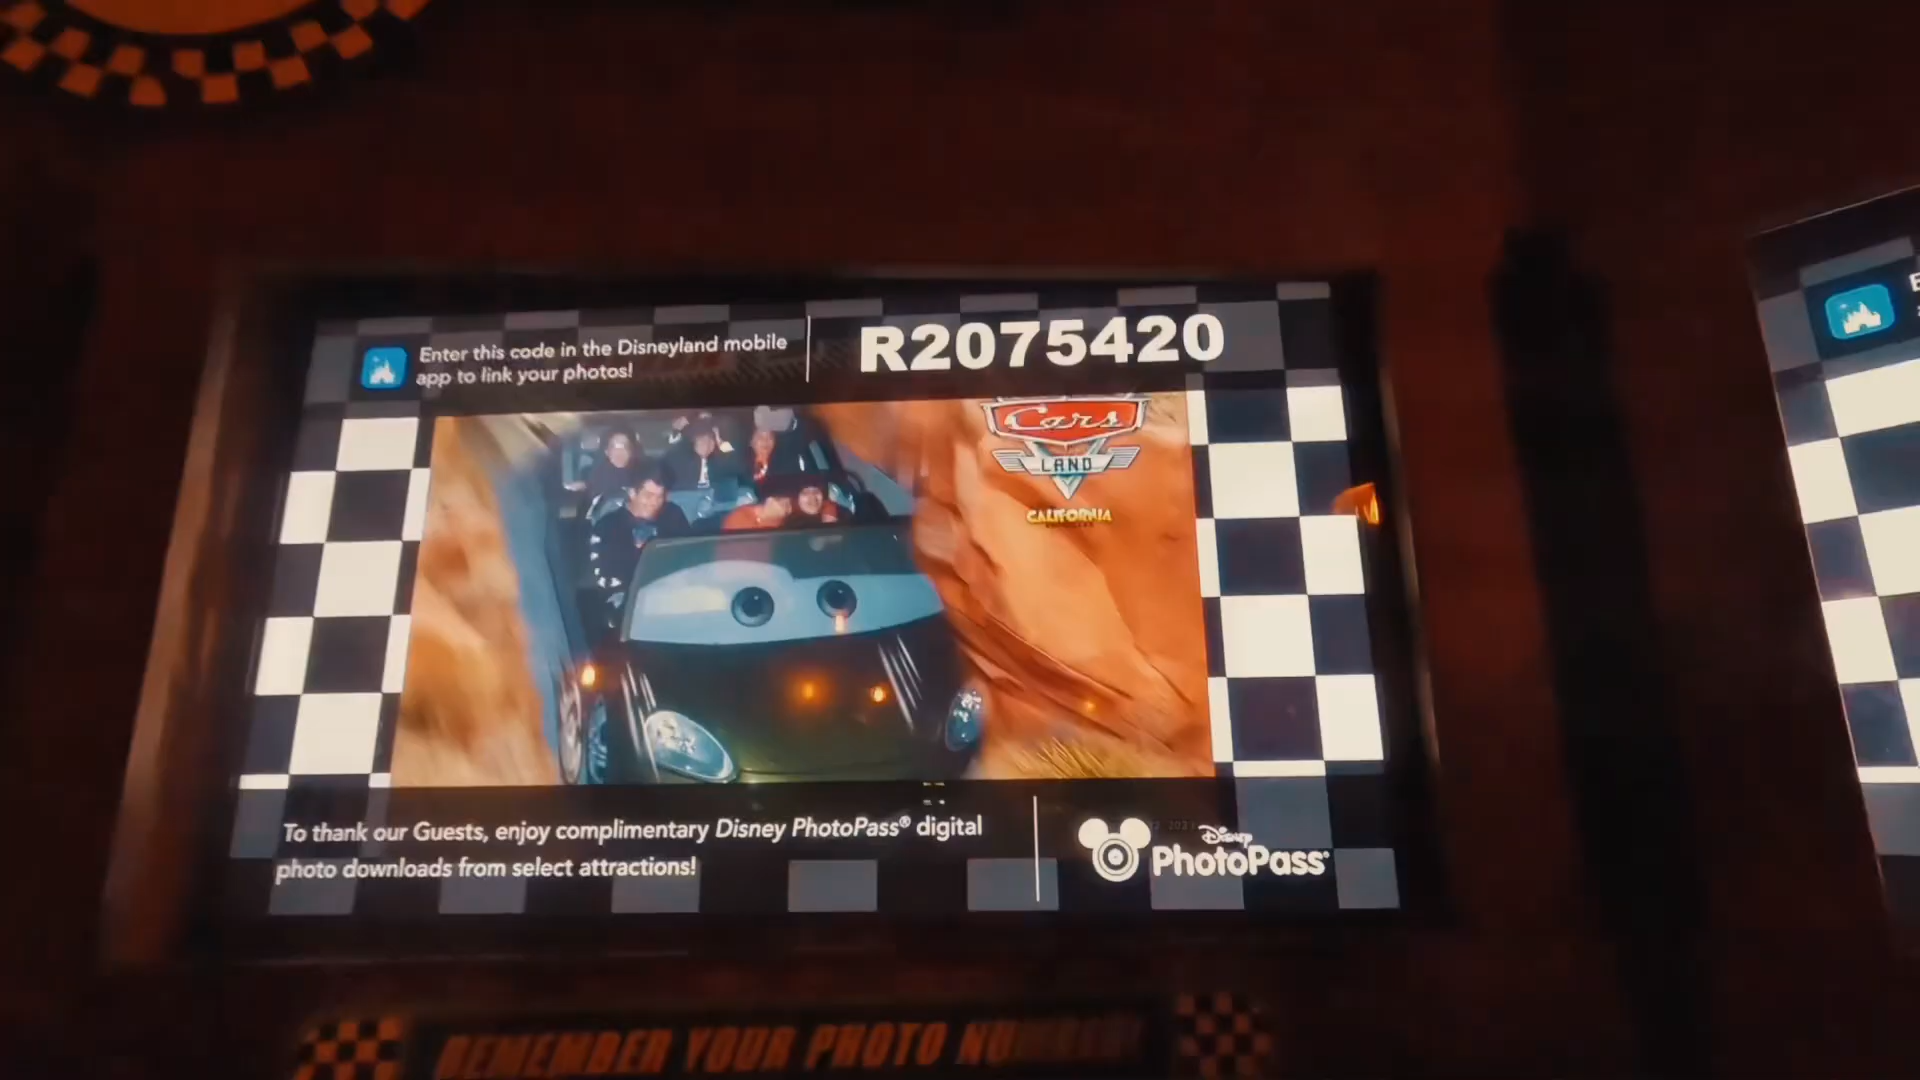 Enter this code in the Disneyland mobile
app to link your photos!
R2075420
Cars
LAND
CALIFORNIA
To thank our Guests, enjoy complimentary Disney PhotoPass® digital
photo downloads from select attractions!
Disney
PhotoPass
REMEMBER YOUR PHOTO NUMBER